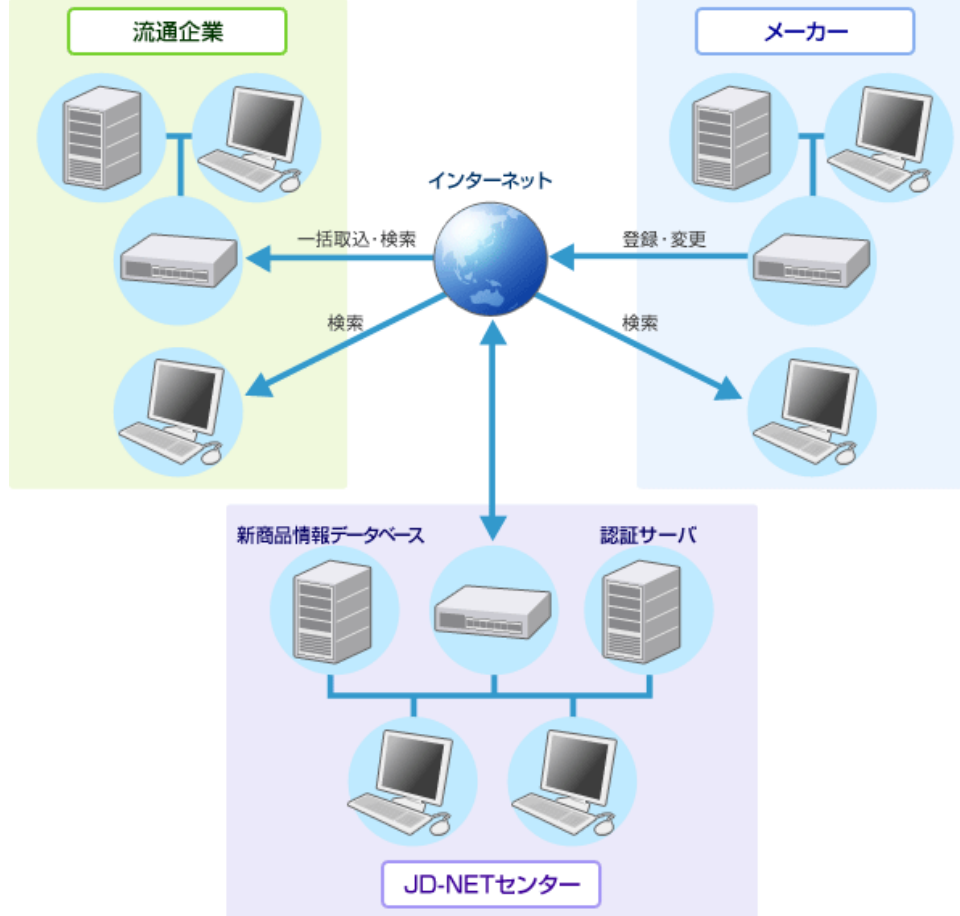 流通企業
メーカー
インターネット
一括取込・検索
登録・変更
検索
検索
新商品情報データベース
認証サーバ
JD-NETセンター